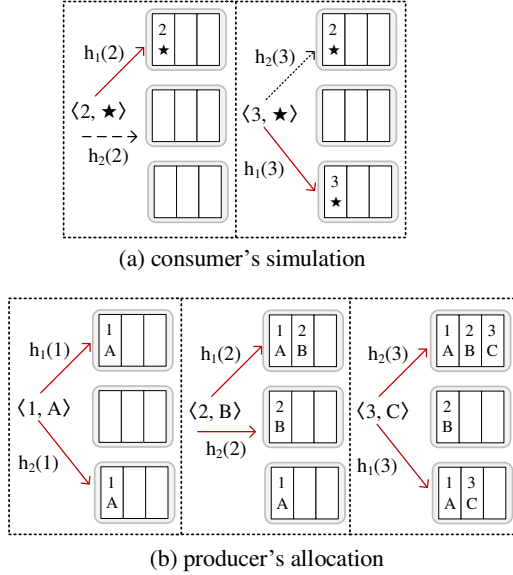 2
★
h₁(2)
⟨2, ★⟩
h₂(2)
2
★
h₂(3)
⟨3, ★⟩
h₁(3)
3
★
(a) consumer's simulation
1
A
h₁(1)
⟨1, A⟩
h₂(1)
1
A
1 2
A B
h₁(2)
⟨2, B⟩
h₂(2)
2
B
1
A
1 2 3
A B C
h₂(3)
⟨3, C⟩
2
B
h₁(3)
1 3
A C
(b) producer's allocation